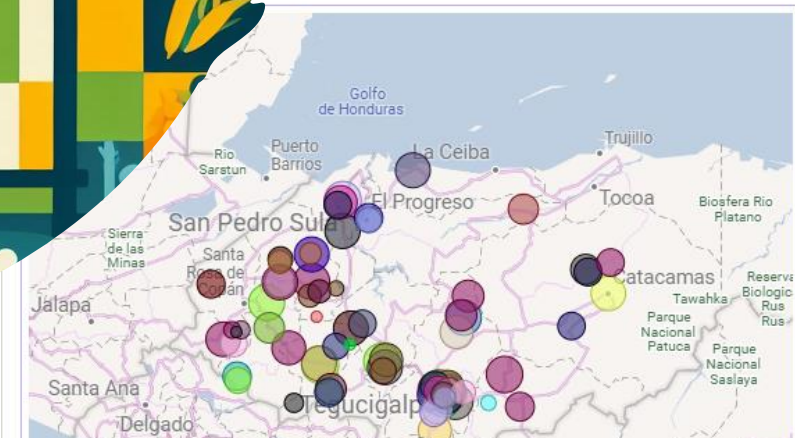 Golfo
de Honduras
Puerto
Barrios
La Ceiba
Trujillo
Rio
Sarstun
El Progreso
Tocoa
Biosfera Rio
Platano
San Pedro Sula
Sierra
de las
Minas
Santa
Rosa de
Copán
Catacamas
Tawahka
Reserva
Biologic
Rus
Rus
Jalapa
Parque
Nacional
Patuca
Parque
Nacional
Saslaya
Santa Ana
Tegucigalp
Delgado